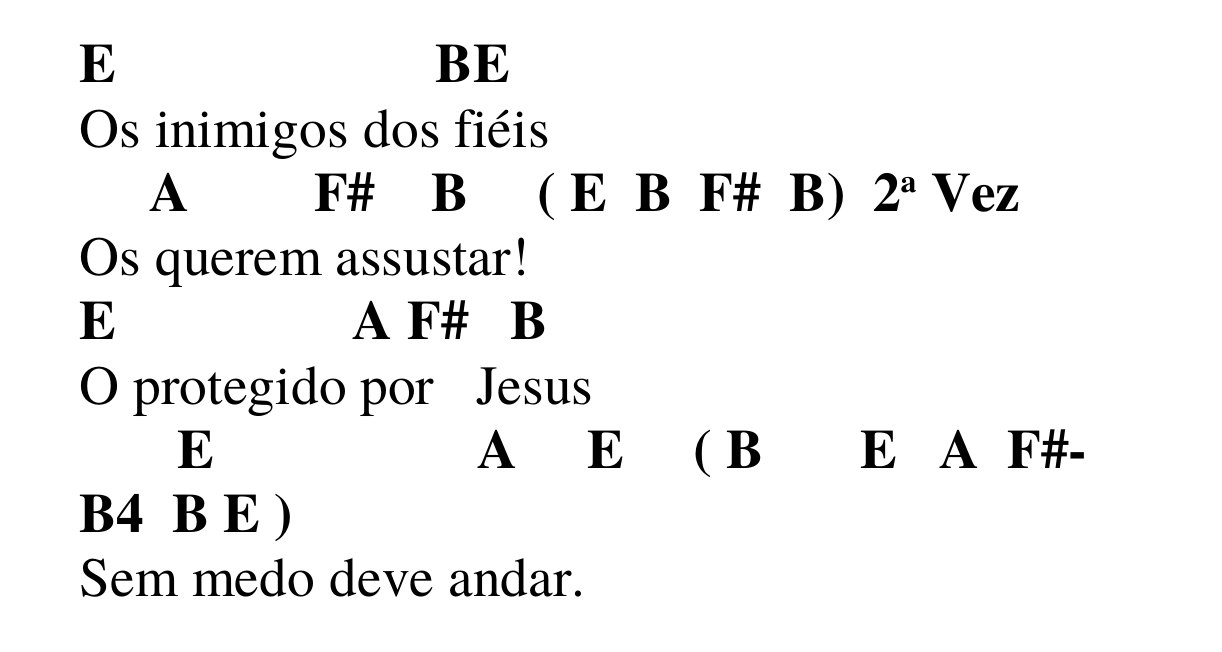 E                      BE
Os inimigos dos fiéis
     A         F#    B     ( E  B  F#  B)  2ª Vez
Os querem assustar!
E                A F#   B
O protegido por   Jesus
       E                  A     E     ( B       E   A  F#-
B4  B E )
Sem medo deve andar.